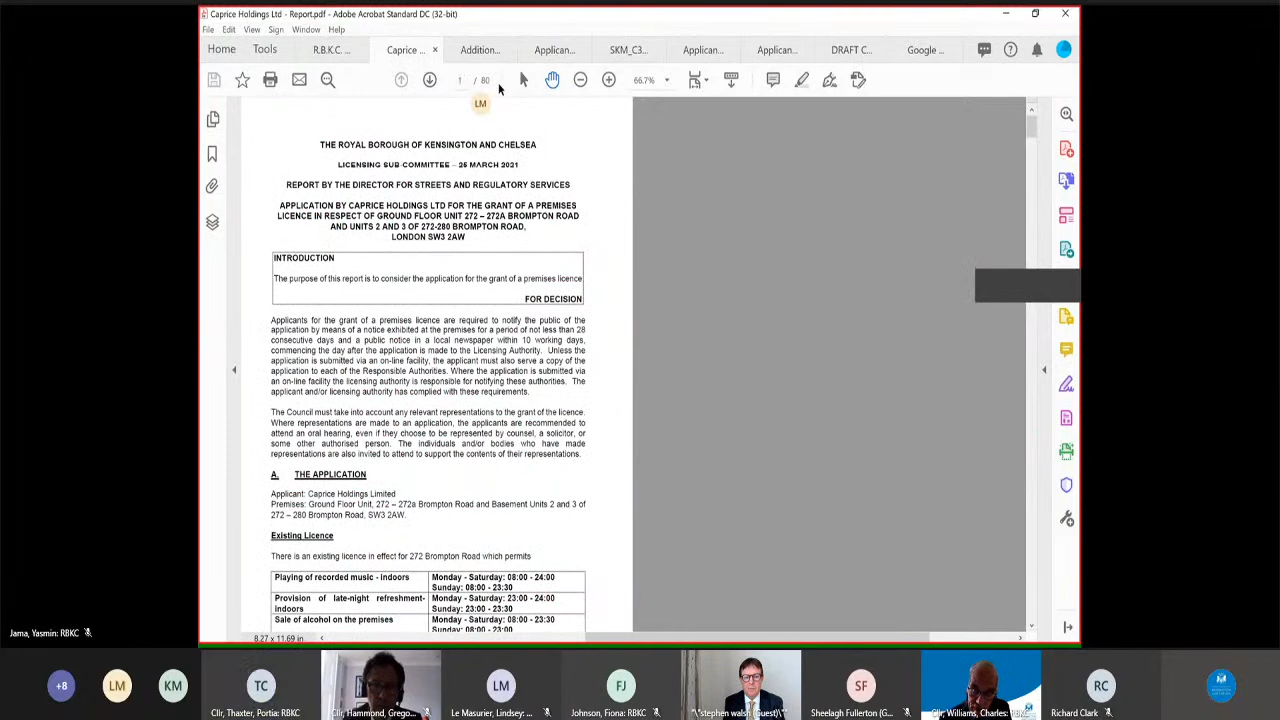 Caprice Holdings Ltd - Report.pdf - Adobe Acrobat Standard DC (32-bit)
File Edit View Sign Window Help
Home Tools R.B.K.C. ... Caprice ... × Addition... Applican... SKM_C3... Applican... Applican... DRAFT C... Google ...
1 / 80 66.7%
LM
THE ROYAL BOROUGH OF KENSINGTON AND CHELSEA
LICENSING SUB-COMMITTEE – 25 MARCH 2021
REPORT BY THE DIRECTOR FOR STREETS AND REGULATORY SERVICES
APPLICATION BY CAPRICE HOLDINGS LTD FOR THE GRANT OF A PREMISES
LICENCE IN RESPECT OF GROUND FLOOR UNIT 272 – 272A BROMPTON ROAD
AND UNITS 2 AND 3 OF 272-280 BROMPTON ROAD,
LONDON SW3 2AW
INTRODUCTION
The purpose of this report is to consider the application for the grant of a premises licence
FOR DECISION
Applicants for the grant of a premises licence are required to notify the public of the
application by means of a notice exhibited at the premises for a period of not less than 28
consecutive days and a public notice in a local newspaper within 10 working days,
commencing the day after the application is made to the Licensing Authority. Unless the
application is submitted via an on-line facility, the applicant must also serve a copy of the
application to each of the Responsible Authorities. Where the application is submitted via
an on-line facility the licensing authority is responsible for notifying these authorities. The
applicant and/or licensing authority has complied with these requirements.
The Council must take into account any relevant representations to the grant of the licence.
Where representations are made to an application, the applicants are recommended to
attend an oral hearing, even if they choose to be represented by counsel, a solicitor, or
some other authorised person. The individuals and/or bodies who have made
representations are also invited to attend to support the contents of their representations.
A. THE APPLICATION
Applicant: Caprice Holdings Limited
Premises: Ground Floor Unit, 272 – 272a Brompton Road and Basement Units 2 and 3 of
272 – 280 Brompton Road, SW3 2AW.
Existing Licence
There is an existing licence in effect for 272 Brompton Road which permits
Playing of recorded music - indoors Monday - Saturday: 08:00 - 24:00
Sunday: 08:00 - 23:30
Provision of late-night refreshment- Monday - Saturday: 23:00 - 24:00
indoors Sunday: 23:00 - 23:30
Sale of alcohol on the premises Monday - Saturday: 08:00 - 23:30
Sunday: 08:00 - 23:00
8.27 x 11.69 in
Jama, Yasmin: RBKC
+8 LM KM TC LM FJ SF RC
Cllr, Thaxter, Portia: RBKC
Cllr, Hammond, Grego...
Le Masurier, Lindsey: ...
Johnson, Fiona: RBKC
"\"stephen walsh (Guest)\"
Sheelagh Fullerton (G...
Cllr, Williams, Charles: RBKC
Richard Clark